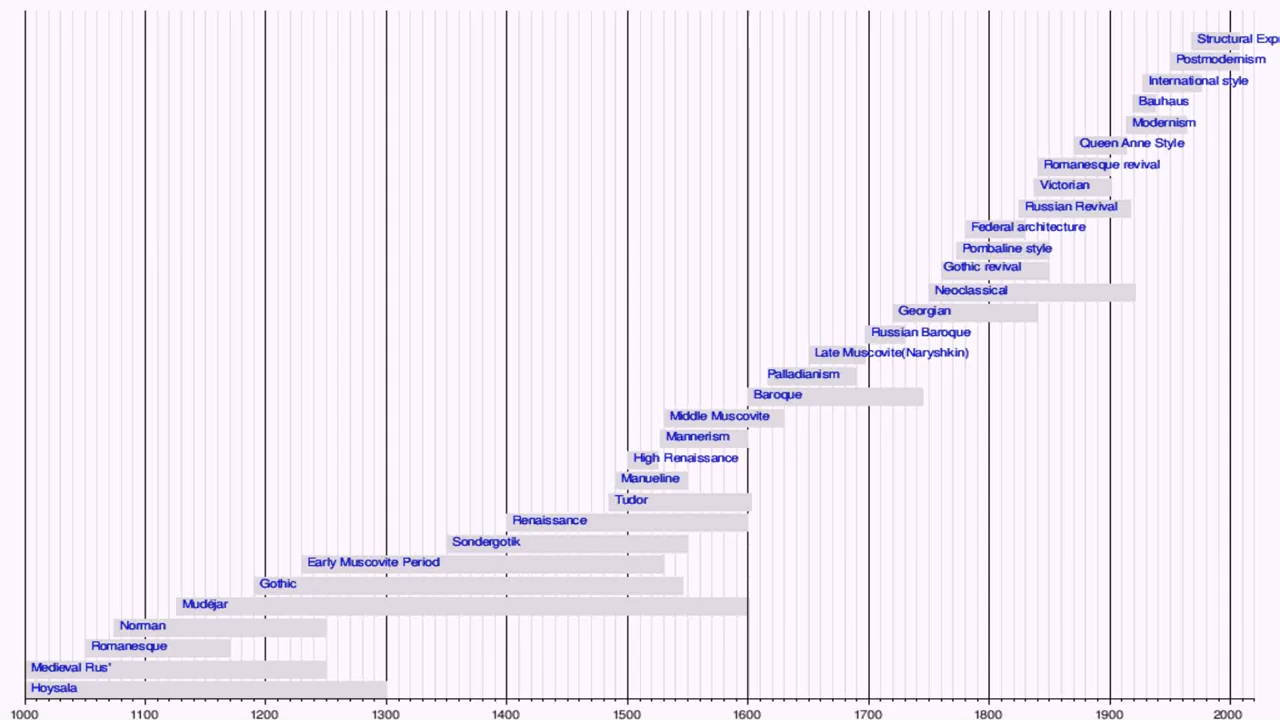 Structural Exp
Postmodernism
International style
Bauhaus
Modernism
Queen Anne Style
Romanesque revival
Victorian
Russian Revival
Federal architecture
Pombaline style
Gothic revival
Neoclassical
Georgian
Russian Baroque
Late Muscovite(Naryshkin)
Palladianism
Baroque
Middle Muscovite
Mannerism
High Renaissance
Manueline
Tudor
Renaissance
Sondergotik
Early Muscovite Period
Gothic
Mudéjar
Norman
Romanesque
Medieval Rus'
Hoysala
1000 1100 1200 1300 1400 1500 1600 1700 1800 1900 2000